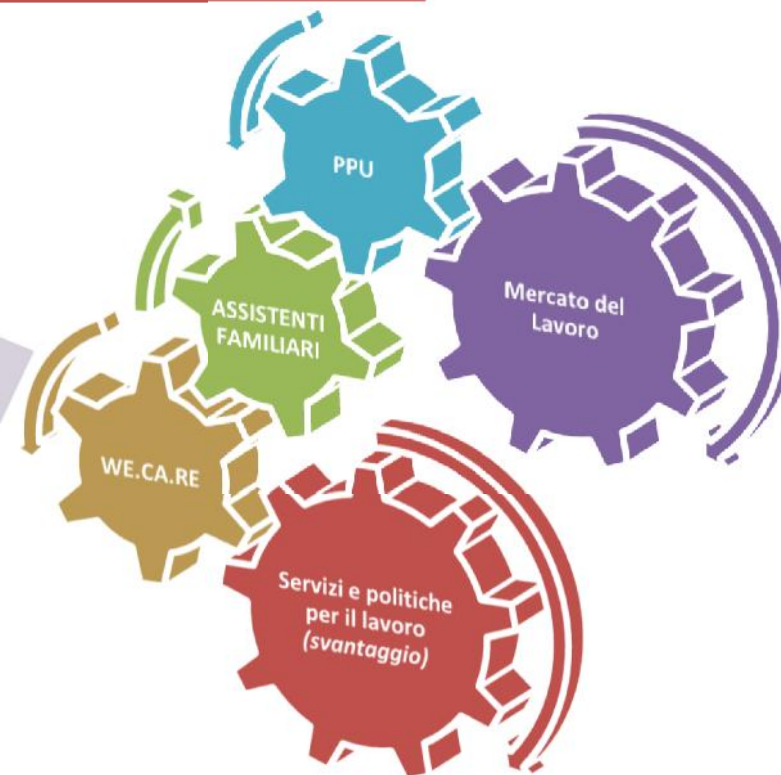 PPU
Mercato del
Lavoro
ASSISTENTI
FAMILIARI
WE.CA.RE
Servizi e politiche
per il lavoro
(svantaggio)